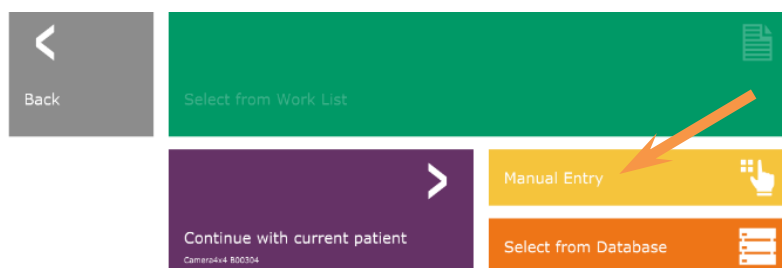 Back
Select from Work List
Manual Entry
Continue with current patient
Camera4x4 B00304
Select from Database